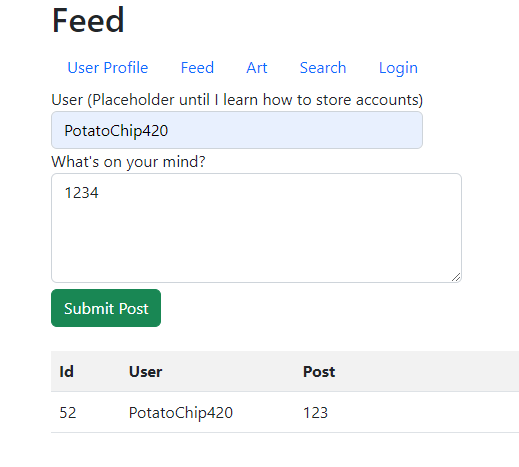 Feed
User Profile Feed Art Search Login
User (Placeholder until I learn how to store accounts)
PotatoChip420
What's on your mind?
1234
Submit Post
Id User Post
52 PotatoChip420 123